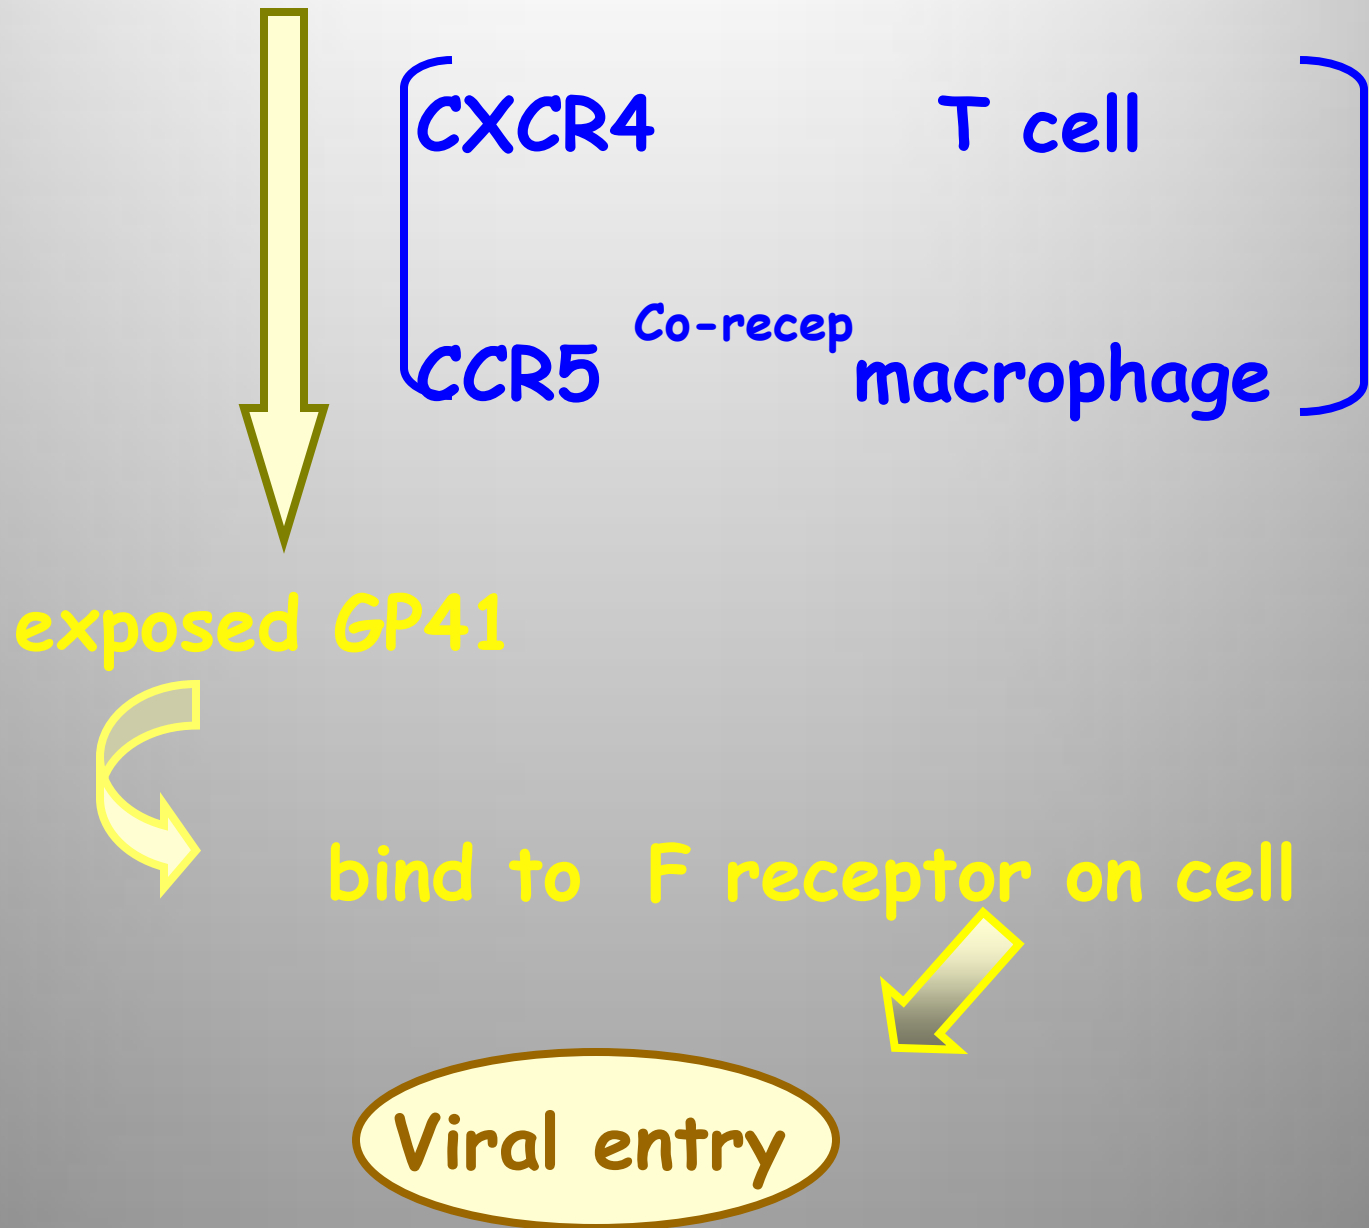 CXCR4 T cell
Co-recep
CCR5 macrophage
exposed GP41
bind to F receptor on cell
Viral entry